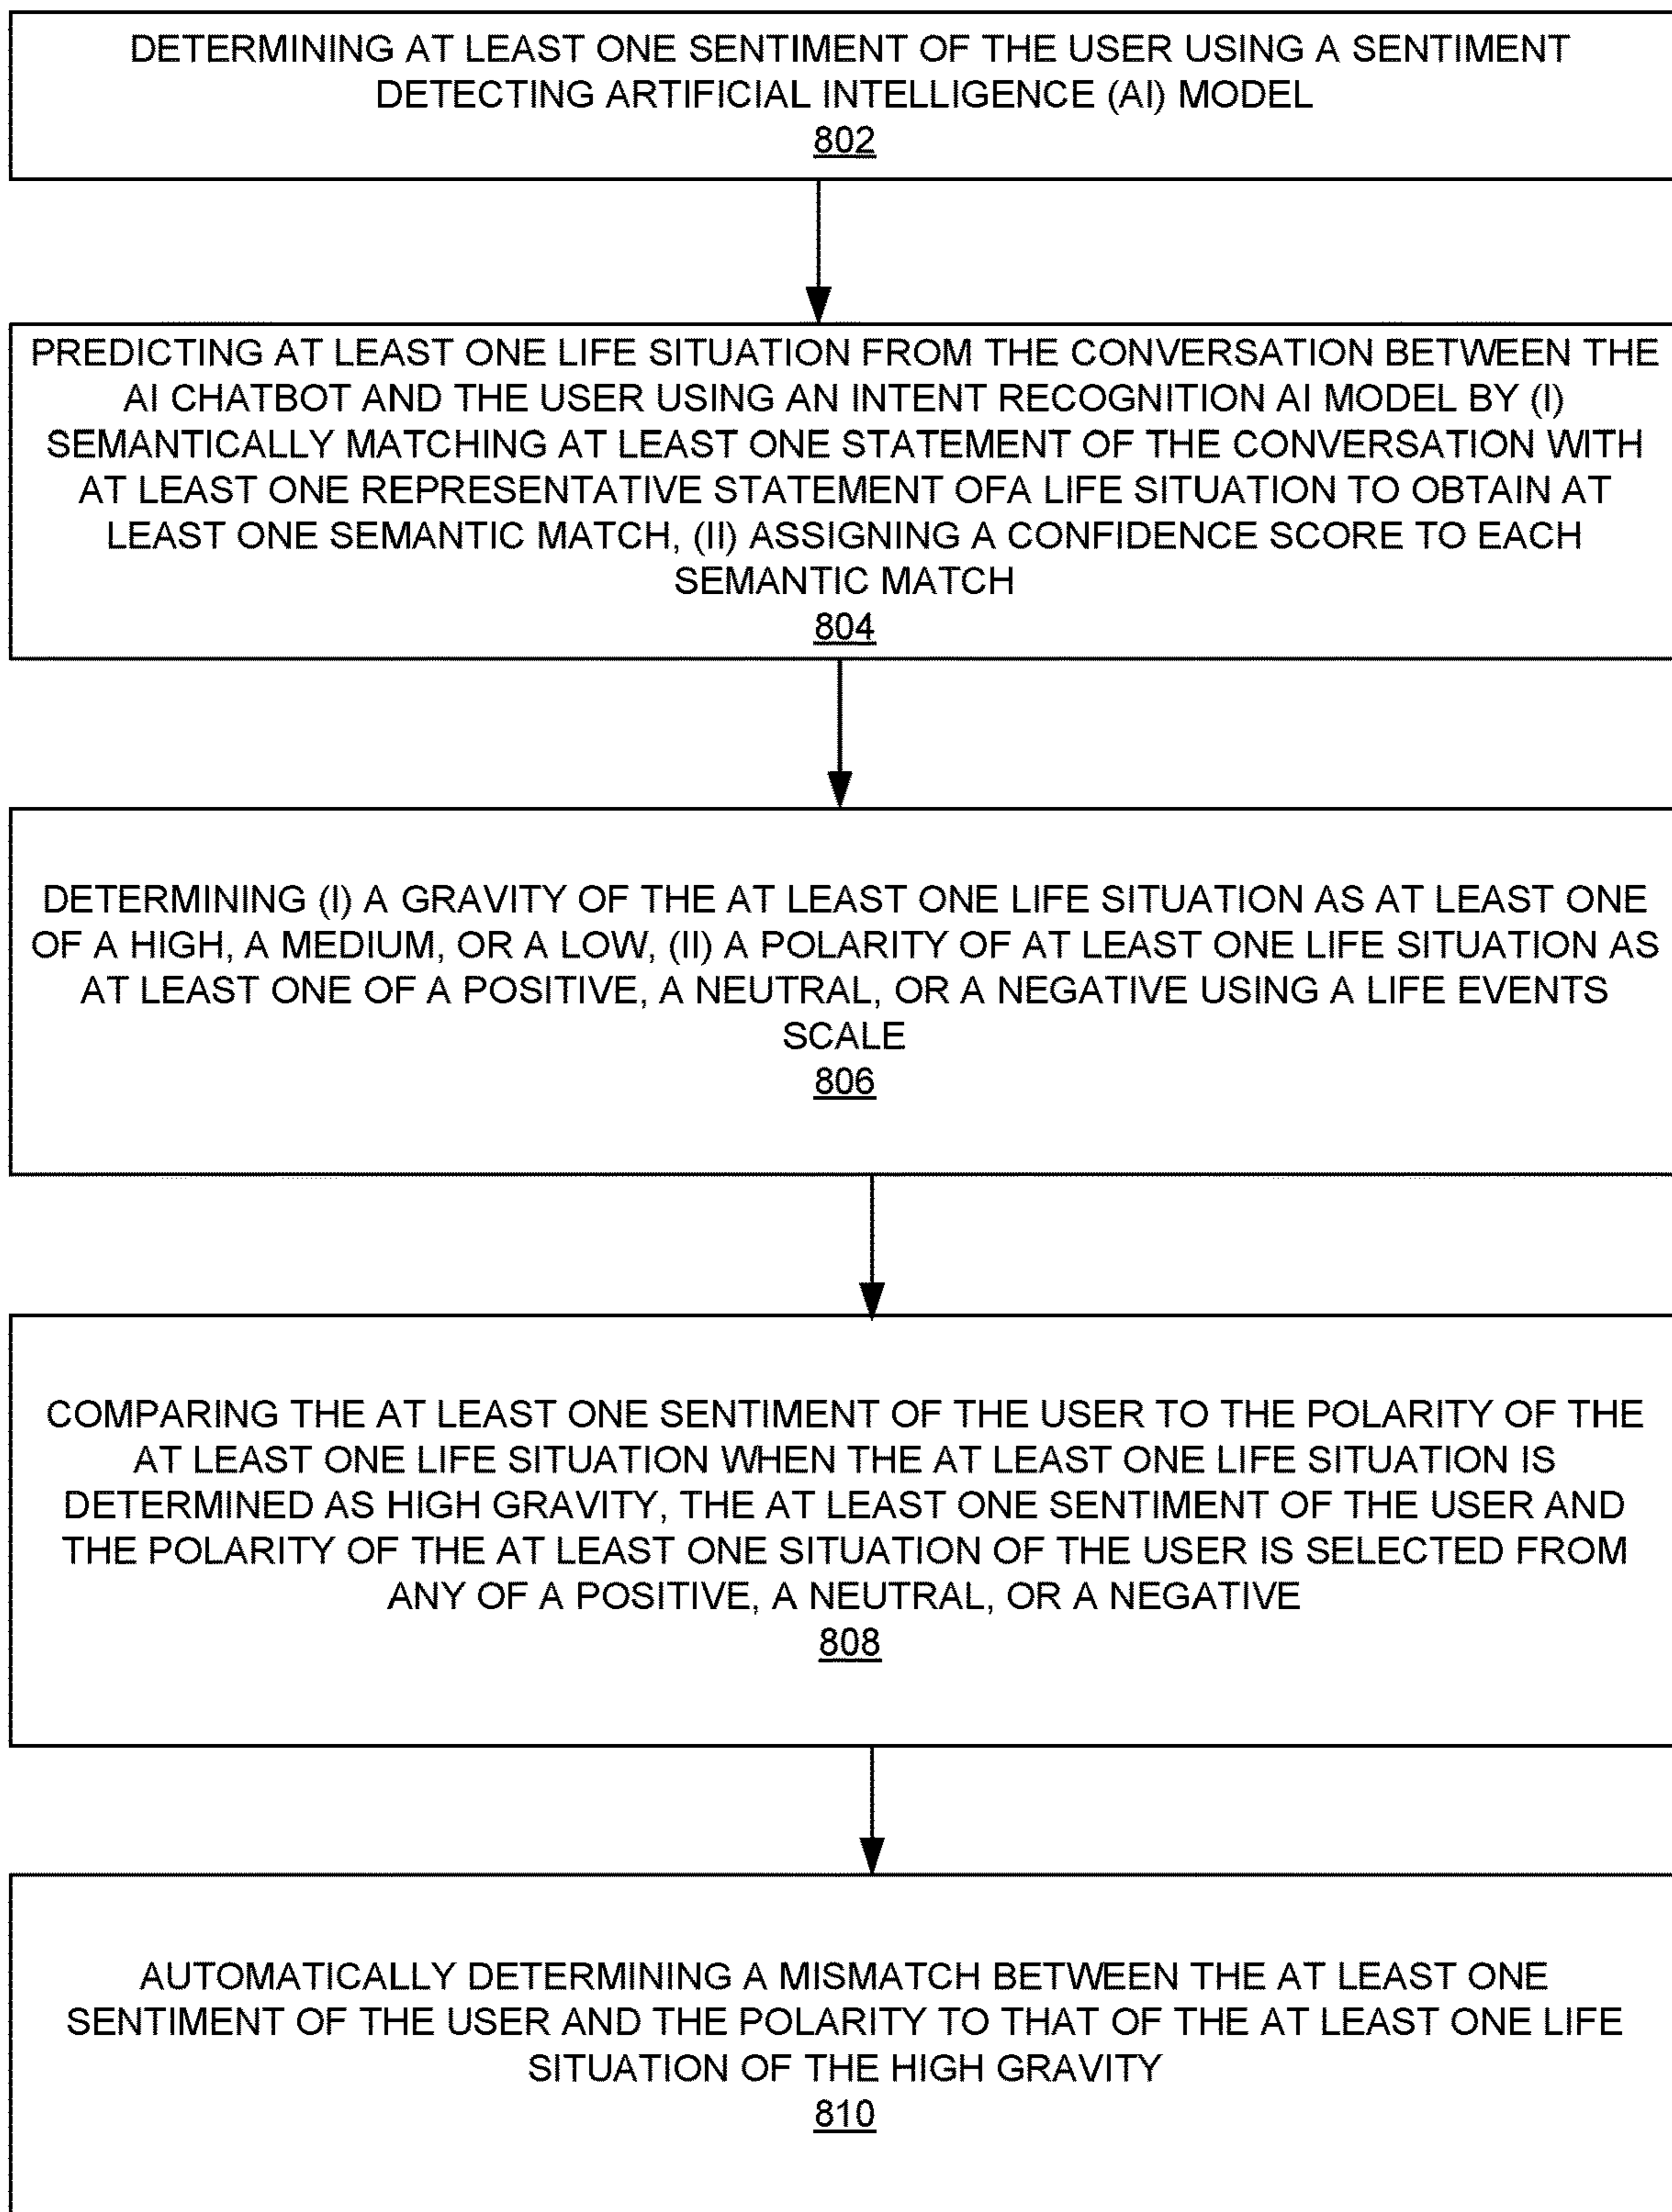 DETERMINING AT LEAST ONE SENTIMENT OF THE USER USING A SENTIMENT
DETECTING ARTIFICIAL INTELLIGENCE (AI) MODEL
802
PREDICTING AT LEAST ONE LIFE SITUATION FROM THE CONVERSATION BETWEEN THE
AI CHATBOT AND THE USER USING AN INTENT RECOGNITION AI MODEL BY (I)
SEMANTICALLY MATCHING AT LEAST ONE STATEMENT OF THE CONVERSATION WITH
AT LEAST ONE REPRESENTATIVE STATEMENT OFA LIFE SITUATION TO OBTAIN AT
LEAST ONE SEMANTIC MATCH, (II) ASSIGNING A CONFIDENCE SCORE TO EACH
SEMANTIC MATCH
804
DETERMINING (I) A GRAVITY OF THE AT LEAST ONE LIFE SITUATION AS AT LEAST ONE
OF A HIGH, A MEDIUM, OR A LOW, (II) A POLARITY OF AT LEAST ONE LIFE SITUATION AS
AT LEAST ONE OF A POSITIVE, A NEUTRAL, OR A NEGATIVE USING A LIFE EVENTS
SCALE
806
COMPARING THE AT LEAST ONE SENTIMENT OF THE USER TO THE POLARITY OF THE
AT LEAST ONE LIFE SITUATION WHEN THE AT LEAST ONE LIFE SITUATION IS
DETERMINED AS HIGH GRAVITY, THE AT LEAST ONE SENTIMENT OF THE USER AND
THE POLARITY OF THE AT LEAST ONE SITUATION OF THE USER IS SELECTED FROM
ANY OF A POSITIVE, A NEUTRAL, OR A NEGATIVE
808
AUTOMATICALLY DETERMINING A MISMATCH BETWEEN THE AT LEAST ONE
SENTIMENT OF THE USER AND THE POLARITY TO THAT OF THE AT LEAST ONE LIFE
SITUATION OF THE HIGH GRAVITY
810